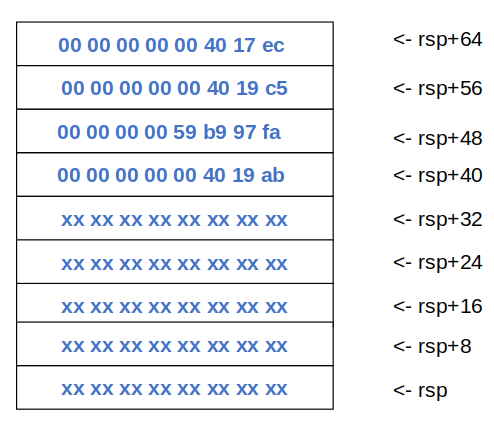 00 00 00 00 00 40 17 ec <- rsp+64
00 00 00 00 00 40 19 c5 <- rsp+56
00 00 00 00 59 b9 97 fa <- rsp+48
00 00 00 00 00 40 19 ab <- rsp+40
xx xx xx xx xx xx xx xx <- rsp+32
xx xx xx xx xx xx xx xx <- rsp+24
xx xx xx xx xx xx xx xx <- rsp+16
xx xx xx xx xx xx xx xx <- rsp+8
xx xx xx xx xx xx xx xx <- rsp